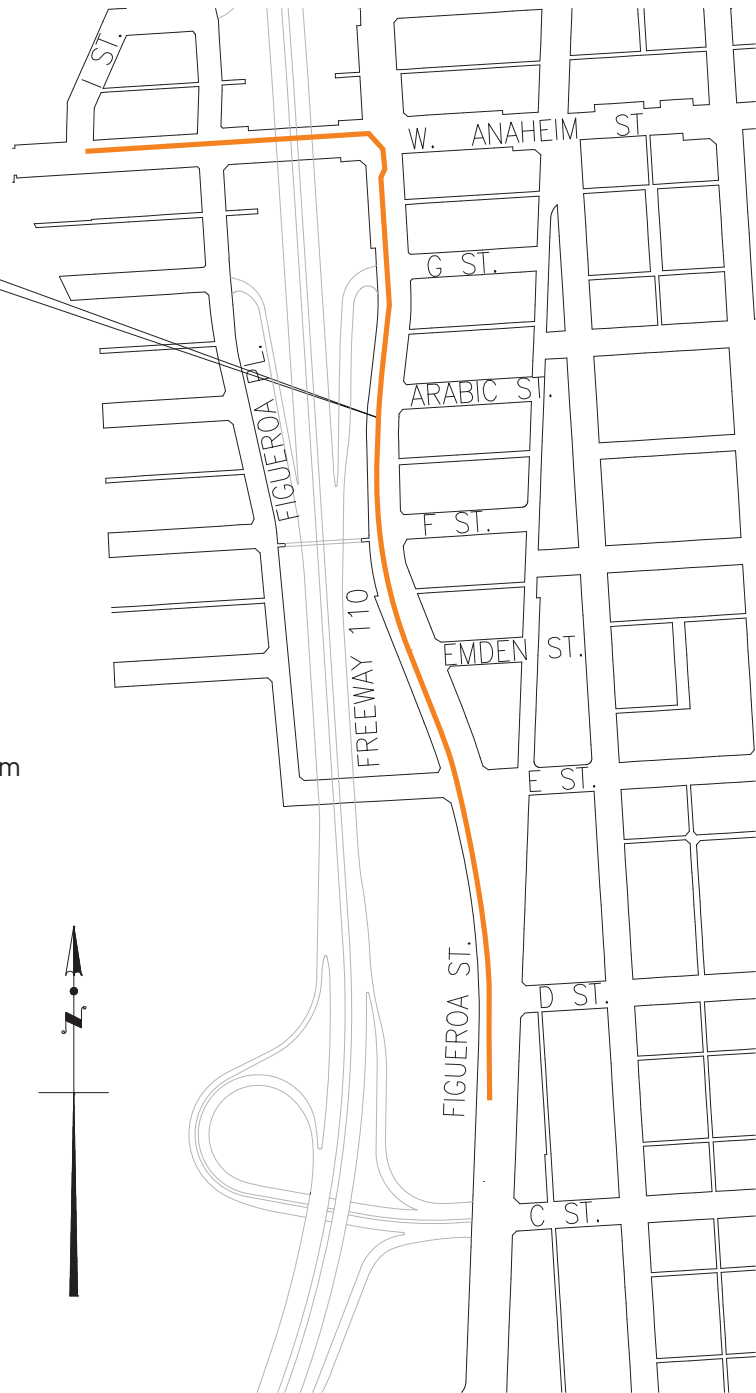 I ST.
W. ANAHEIM ST
G ST.
FIGUEROA PL.
ARABIC ST.
F ST.
FREEWAY 110
EMDEN ST.
m
E ST.
FIGUEROA ST.
D ST.
N
C ST.